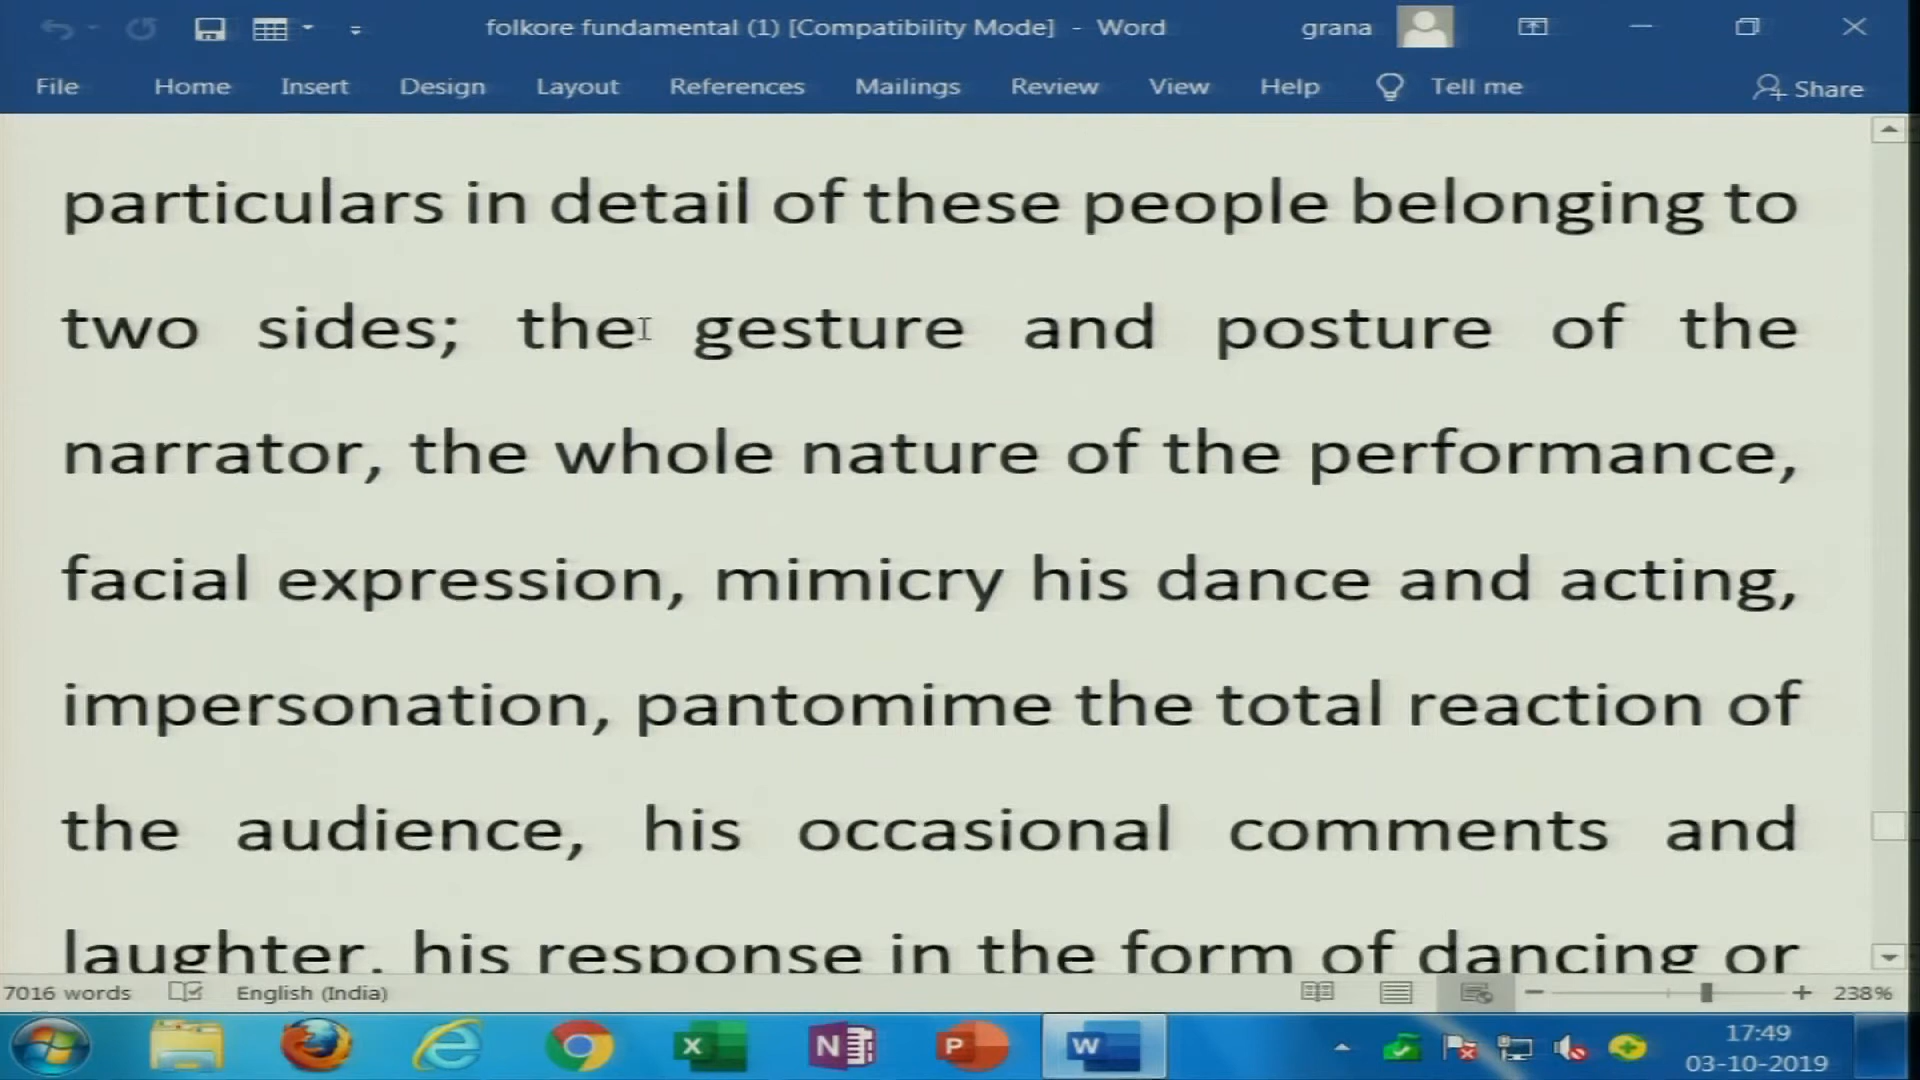 folkore fundamental (1) [Compatibility Mode] - Word
grana
File Home Insert Design Layout References Mailings Review View Help Tell me Share
particulars in detail of these people belonging to
two sides; the gesture and posture of the
narrator, the whole nature of the performance,
facial expression, mimicry his dance and acting,
impersonation, pantomime the total reaction of
the audience, his occasional comments and
laughter, his response in the form of dancing or
7016 words English (India) 238%
17:49
03-10-2019